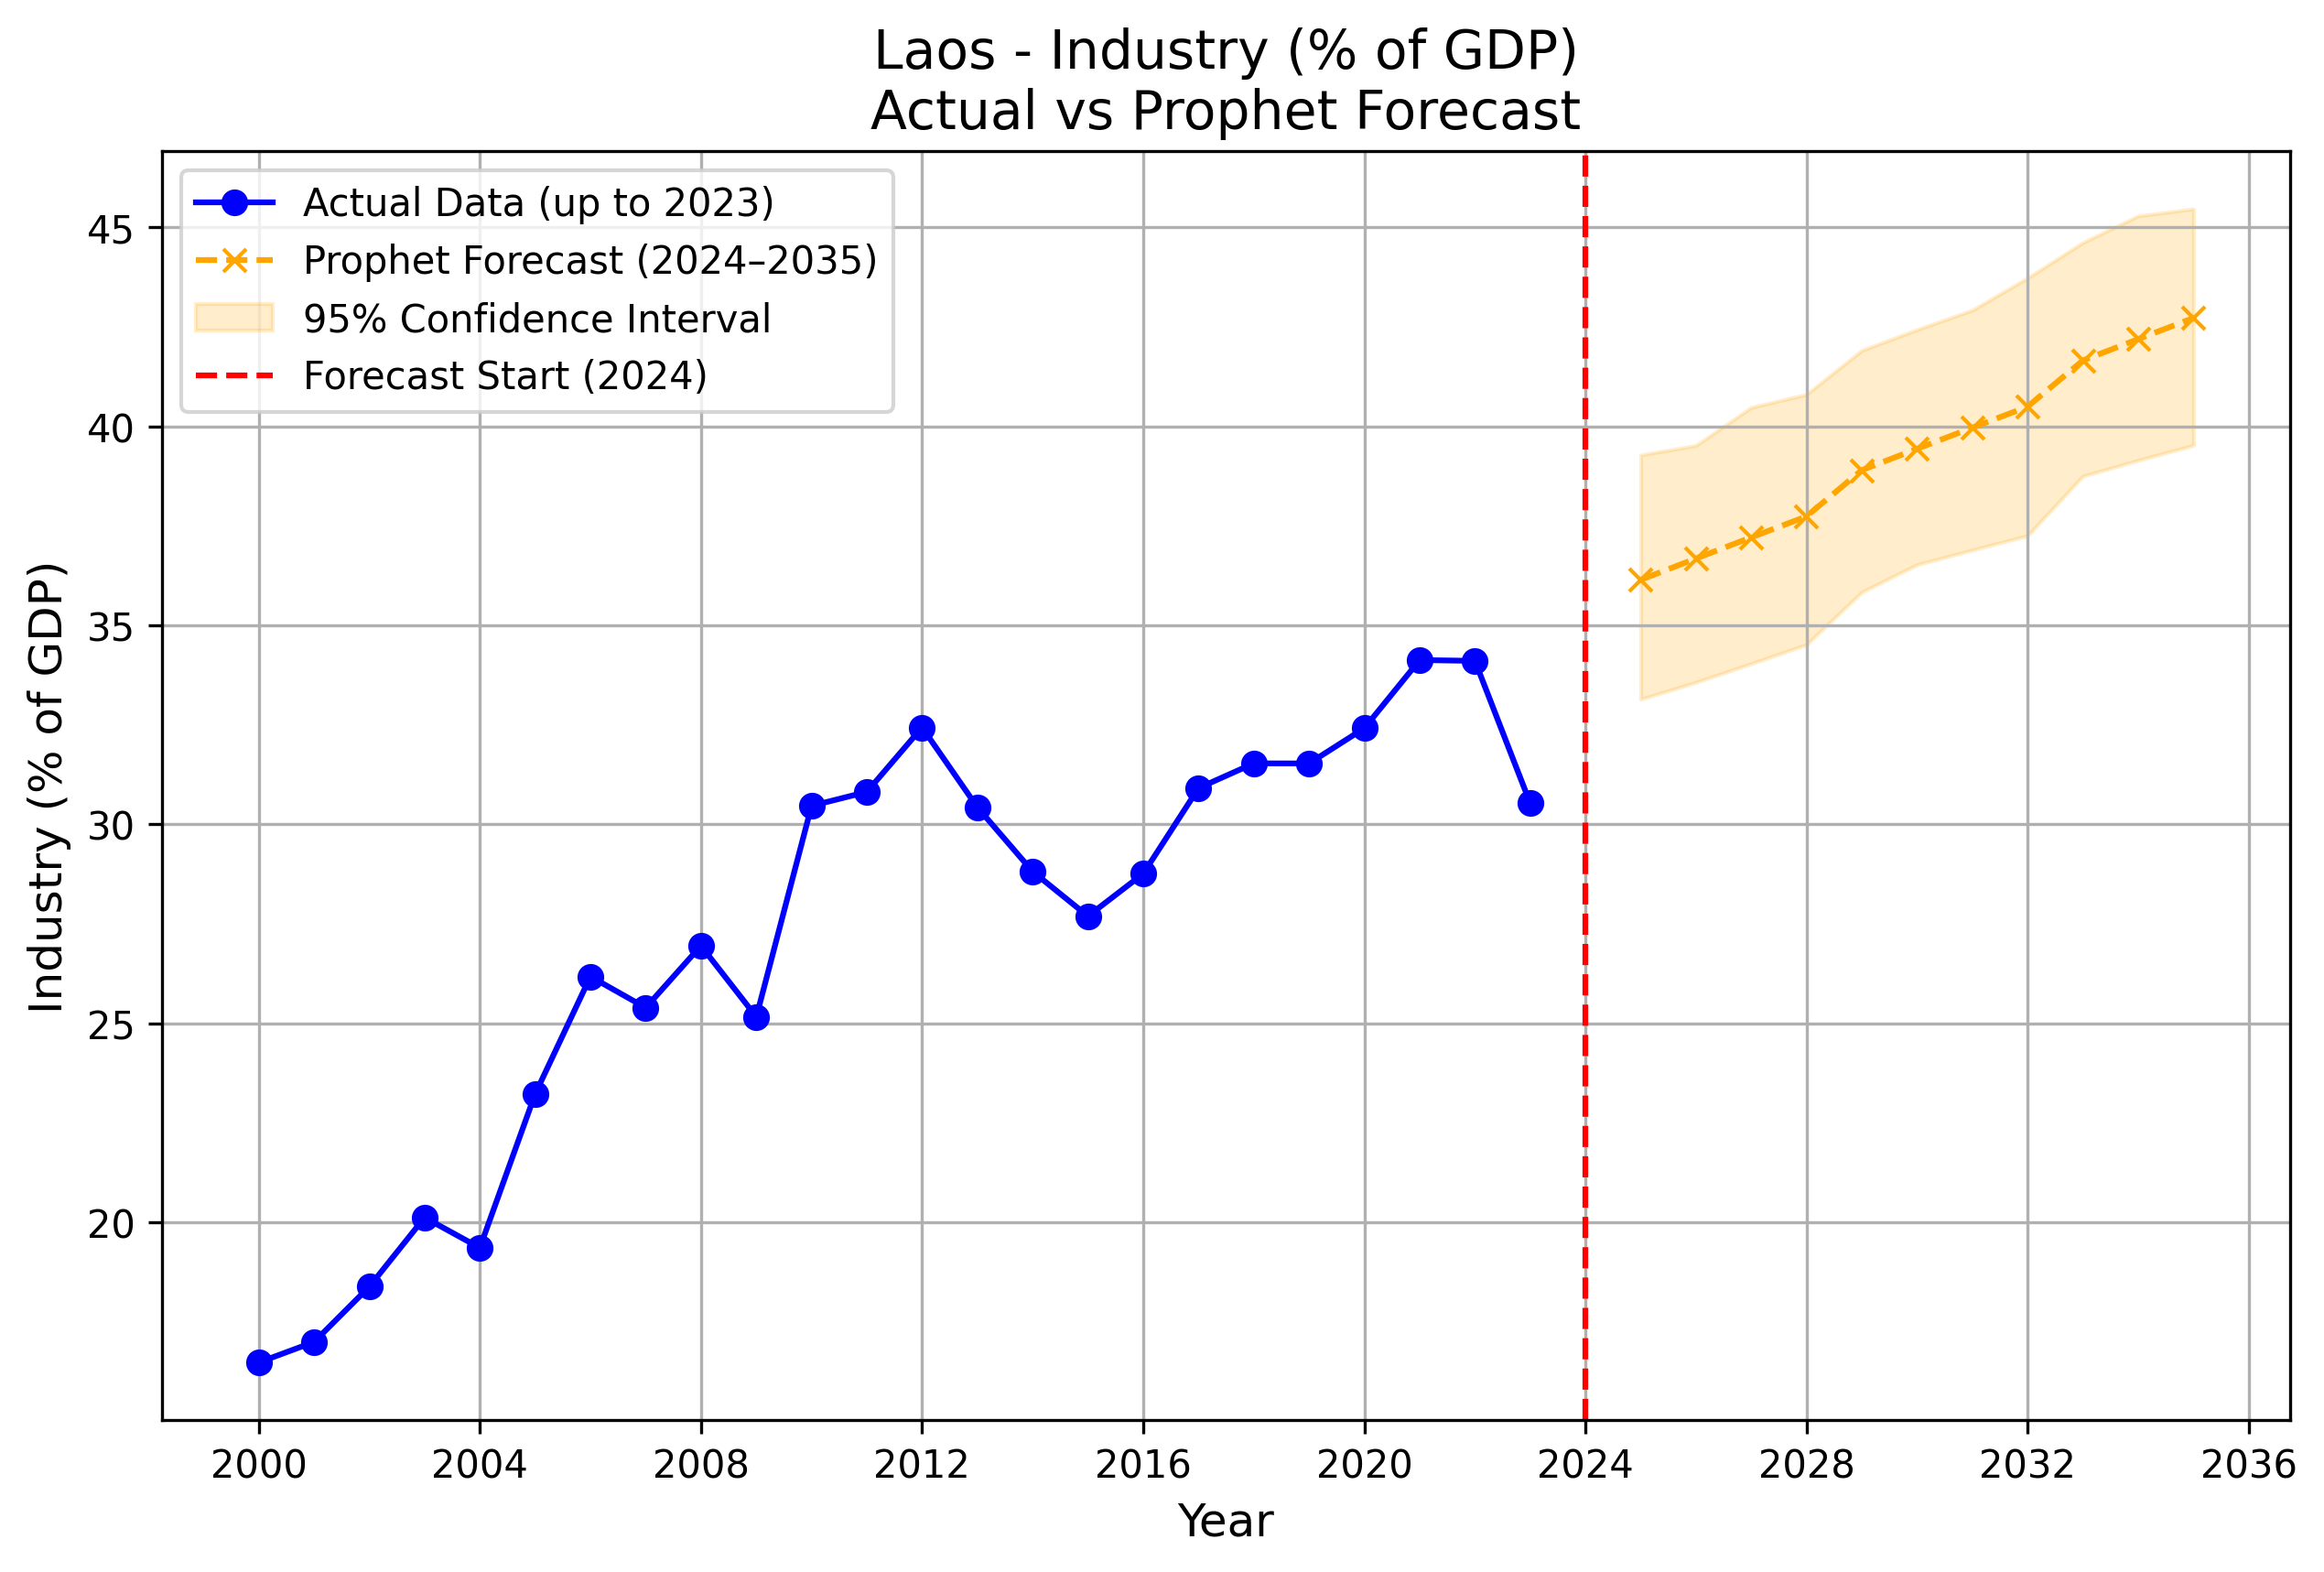 Laos - Industry (% of GDP)
Actual vs Prophet Forecast
Actual Data (up to 2023)
Prophet Forecast (2024–2035)
95% Confidence Interval
Forecast Start (2024)
Industry (% of GDP)
45
40
35
30
25
20
2000 2004 2008 2012 2016 2020 2024 2028 2032 2036
Year